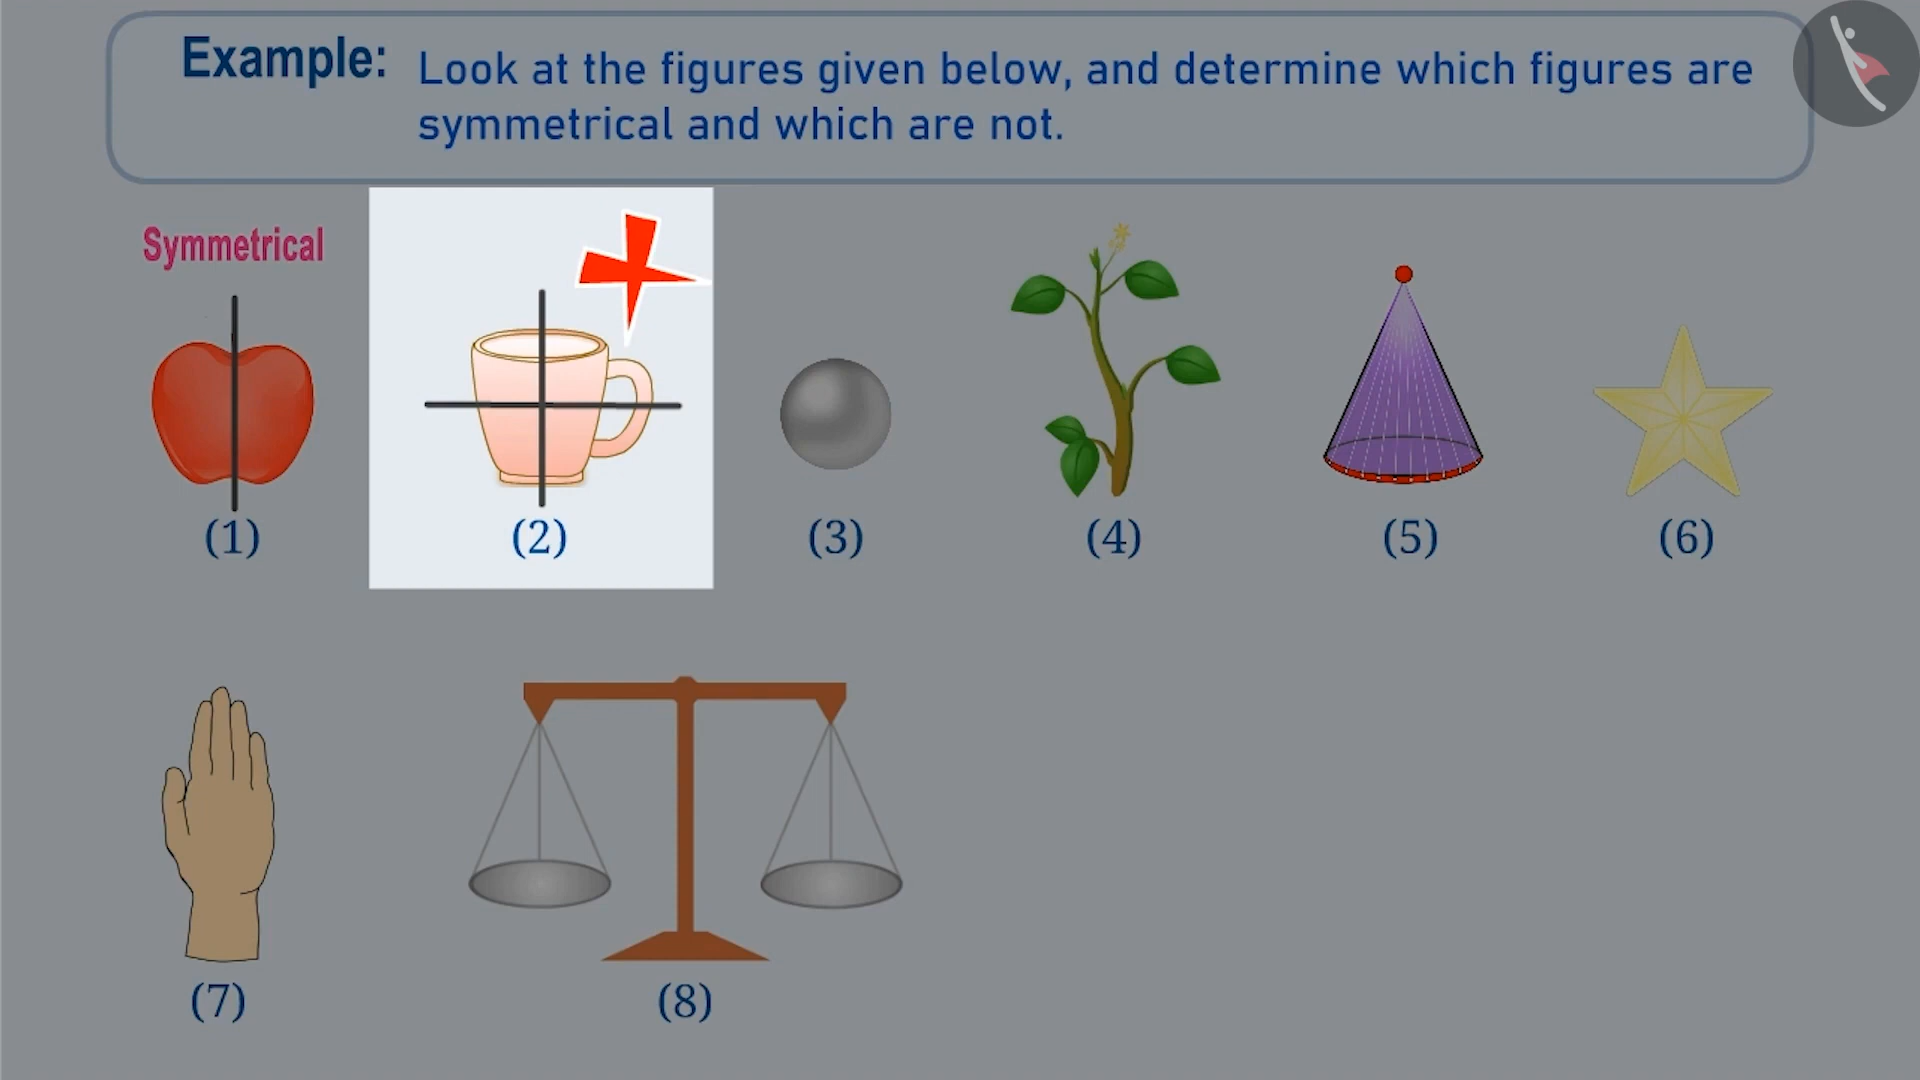 Example: Look at the figures given below, and determine which figures are
symmetrical and which are not.
Symmetrical
(1) (2) (3) (4) (5) (6)
(7) (8)